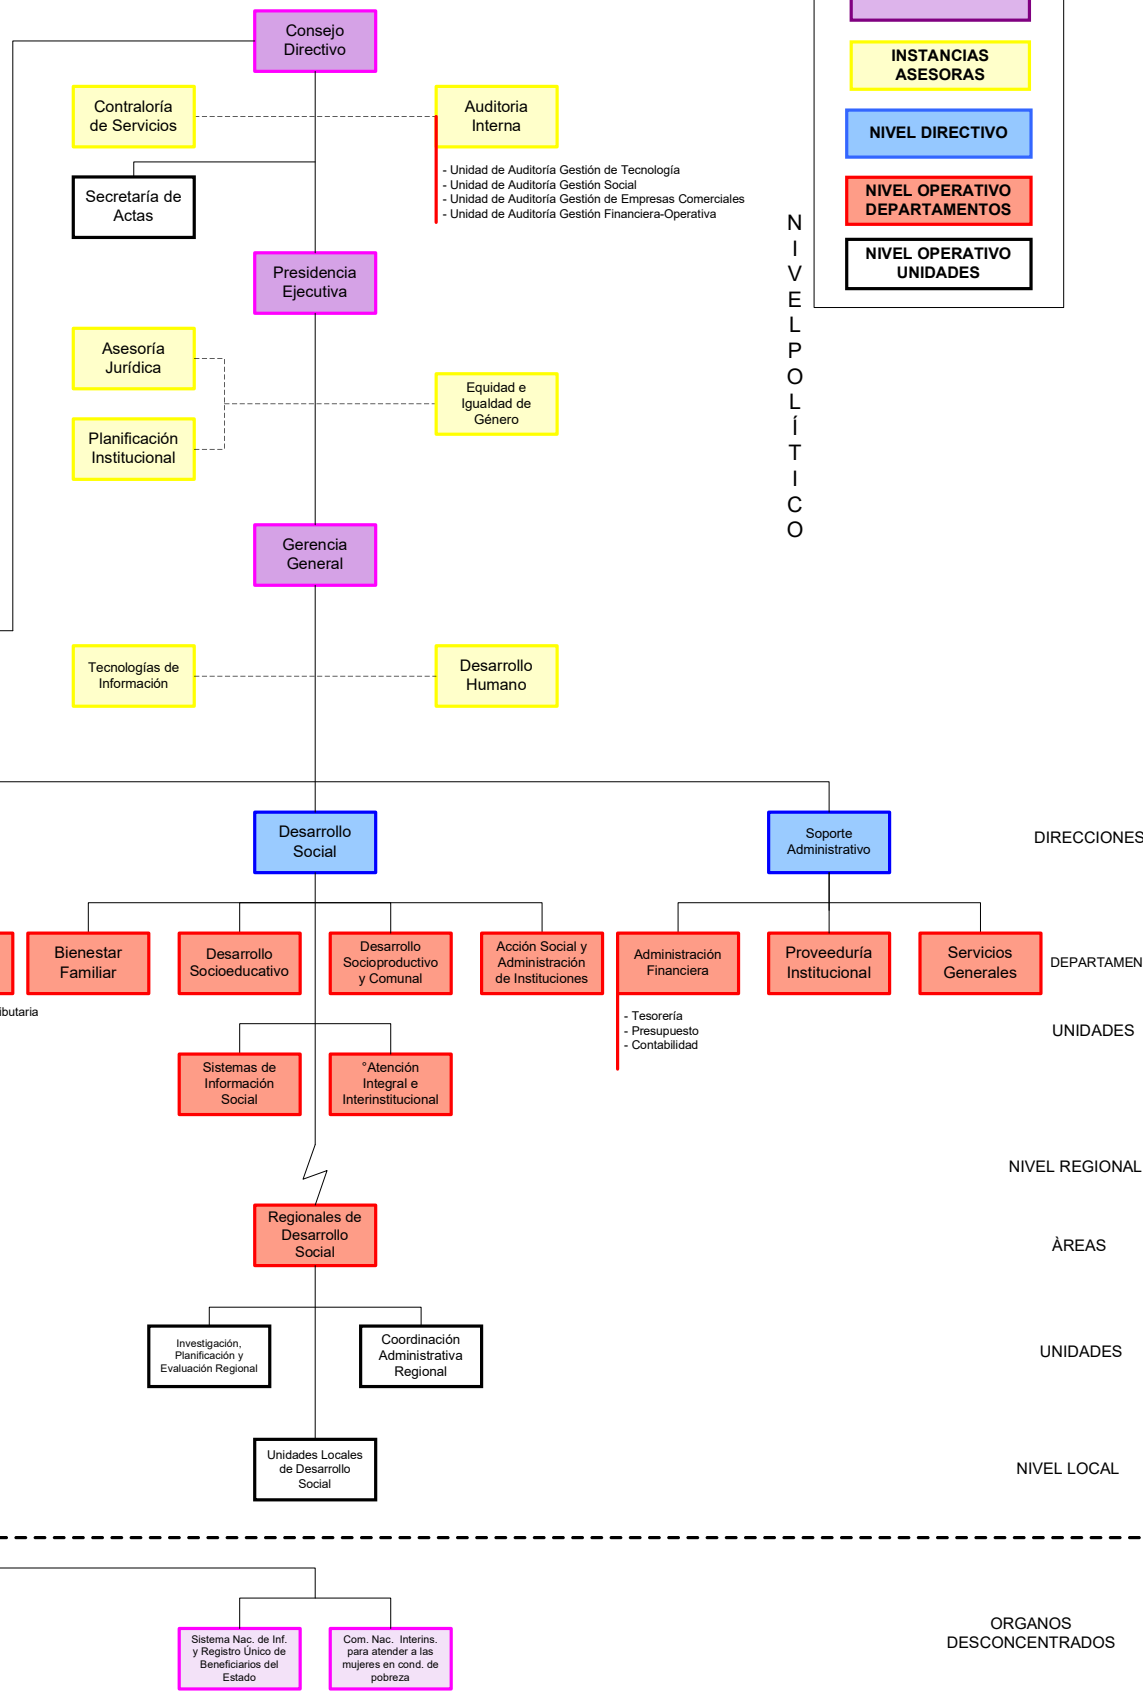 Consejo
Directivo
INSTANCIAS
ASESORAS
Contraloría
de Servicios
Auditoria
Interna
NIVEL DIRECTIVO
- Unidad de Auditoría Gestión de Tecnología
- Unidad de Auditoría Gestión Social
- Unidad de Auditoría Gestión de Empresas Comerciales
- Unidad de Auditoría Gestión Financiera-Operativa
Secretaría de
Actas
NIVEL OPERATIVO
DEPARTAMENTOS
NIVEL OPERATIVO
UNIDADES
N
I
V
E
L
P
O
L
Í
T
I
C
O
Presidencia
Ejecutiva
Asesoría
Jurídica
Equidad e
Igualdad de
Género
Planificación
Institucional
Gerencia
General
Tecnologías de
Información
Desarrollo
Humano
Desarrollo
Social
Soporte
Administrativo
DIRECCIONES
Bienestar
Familiar
Desarrollo
Socioeducativo
Desarrollo
Socioproductivo
y Comunal
Acción Social y
Administración
de Instituciones
Administración
Financiera
Proveeduría
Institucional
Servicios
Generales
DEPARTAMEN
ibutaria
- Tesorería
- Presupuesto
- Contabilidad
UNIDADES
Sistemas de
Información
Social
°Atención
Integral e
Interinstitucional
NIVEL REGIONAL
Regionales de
Desarrollo
Social
ÀREAS
Investigación,
Planificación y
Evaluación Regional
Coordinación
Administrativa
Regional
UNIDADES
Unidades Locales
de Desarrollo
Social
NIVEL LOCAL
Sistema Nac. de Inf.
y Registro Único de
Beneficiarios del
Estado
Com. Nac. Interins.
para atender a las
mujeres en cond. de
pobreza
ORGANOS
DESCONCENTRADOS